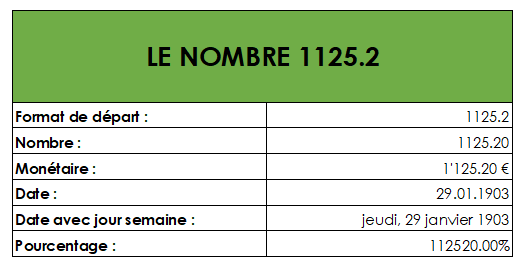 LE NOMBRE 1125.2
Format de départ : 1125.2
Nombre : 1125.20
Monétaire : 1'125.20 €
Date : 29.01.1903
Date avec jour semaine : jeudi, 29 janvier 1903
Pourcentage : 112520.00%